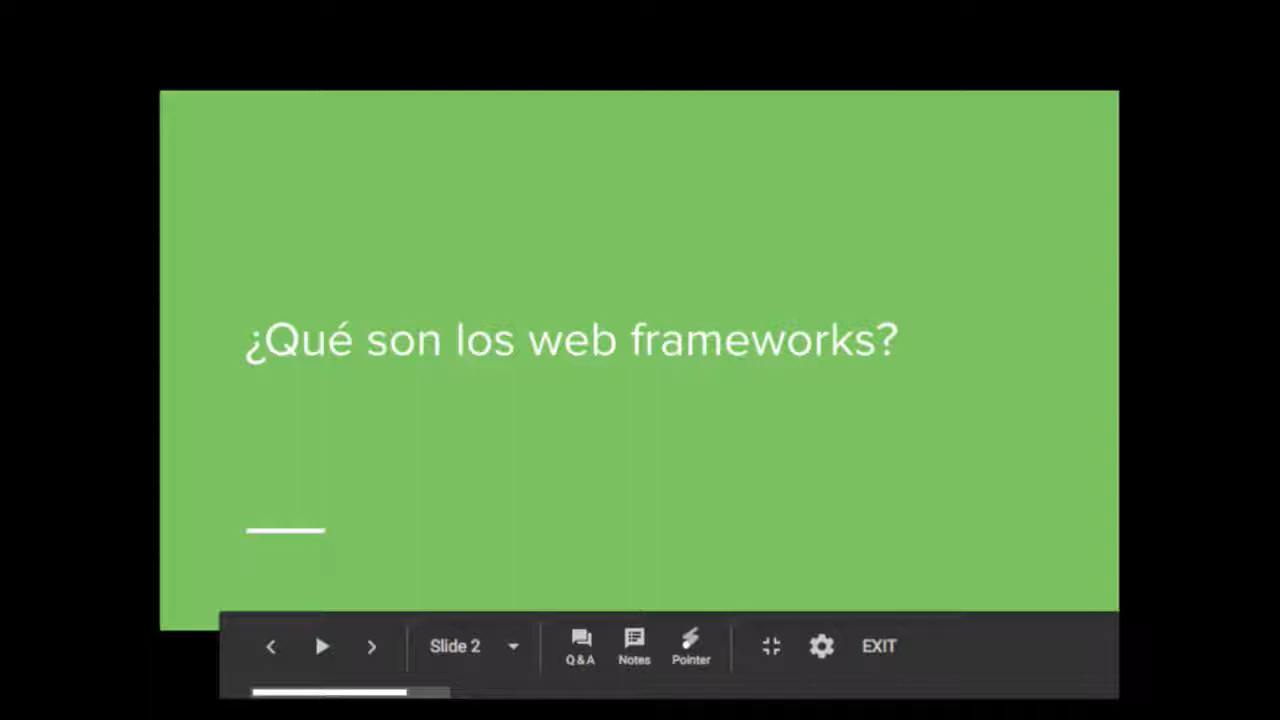 ¿Qué son los web frameworks?
Slide 2
Q & A
Notes
Pointer
EXIT